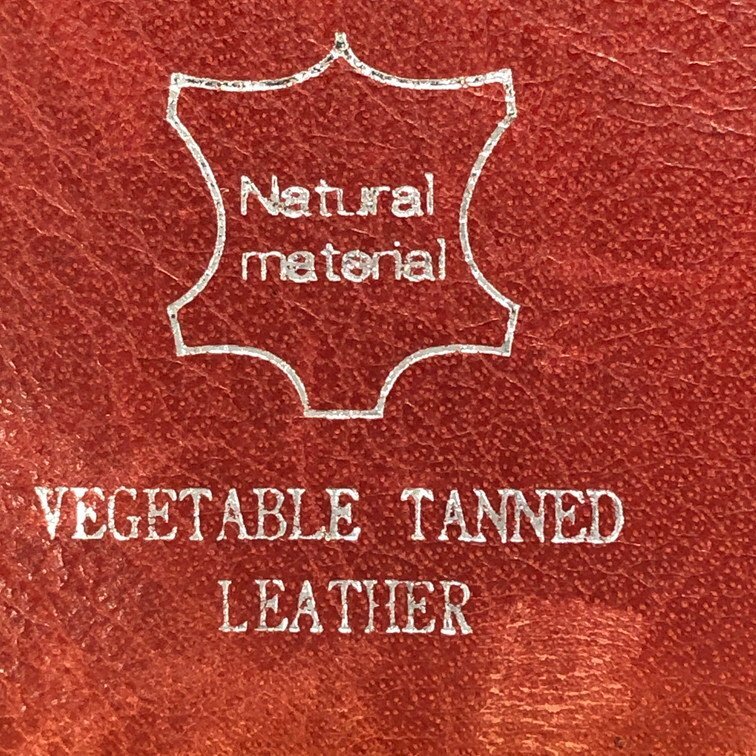 Natural
material
VEGETABLE TANNED
LEATHER